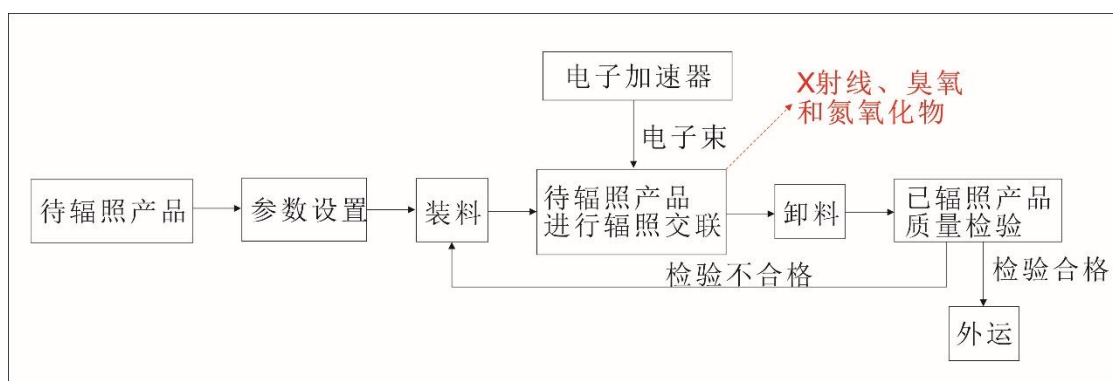 电子加速器
X射线、臭氧
和氮氧化物
电子束
待辐照产品
参数设置
装料
待辐照产品
进行辐照交联
卸料
已辐照产品
质量检验
检验不合格
检验合格
外运